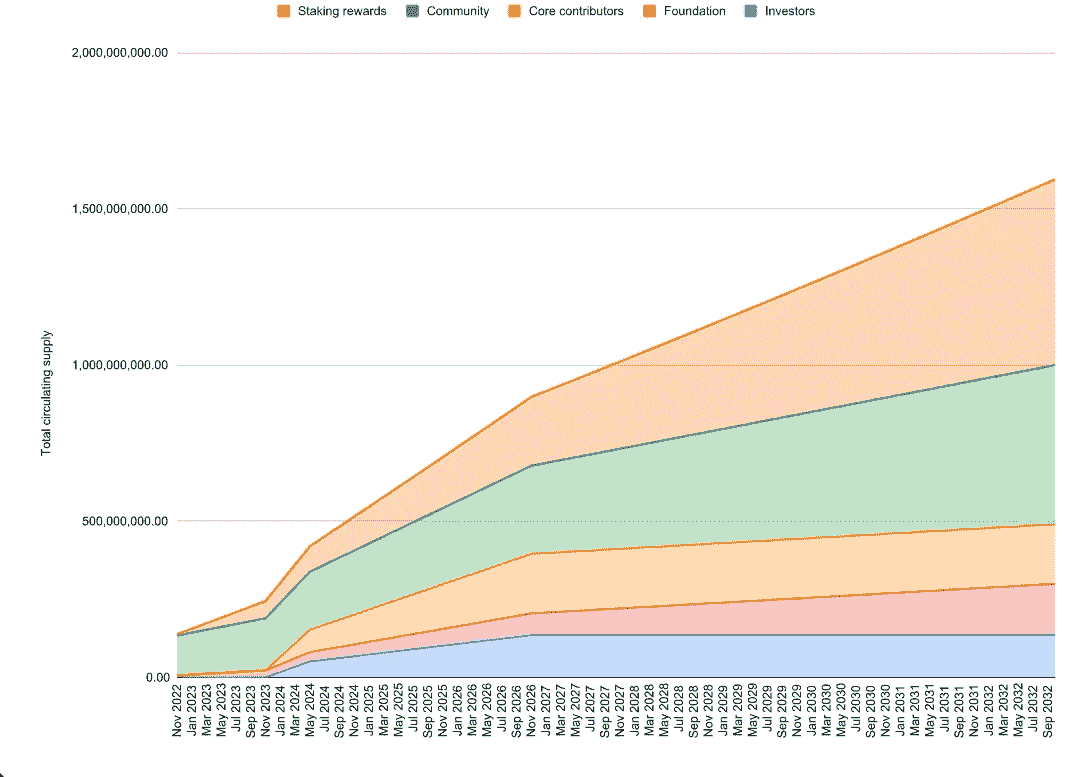 Staking rewards Community Core contributors Foundation Investors
2,000,000,000.00
1,500,000,000.00
1,000,000,000.00
500,000,000.00
0.00
Total circulating supply
Nov 2022
Jan 2023
Mar 2023
May 2023
Jul 2023
Sep 2023
Nov 2023
Jan 2024
Mar 2024
May 2024
Jul 2024
Sep 2024
Nov 2024
Jan 2025
Mar 2025
May 2025
Jul 2025
Sep 2025
Nov 2025
Jan 2026
Mar 2026
May 2026
Jul 2026
Sep 2026
Nov 2026
Jan 2027
Mar 2027
May 2027
Jul 2027
Sep 2027
Nov 2027
Jan 2028
Mar 2028
May 2028
Jul 2028
Sep 2028
Nov 2028
Jan 2029
Mar 2029
May 2029
Jul 2029
Sep 2029
Nov 2029
Jan 2030
Mar 2030
May 2030
Jul 2030
Sep 2030
Nov 2030
Jan 2031
Mar 2031
May 2031
Jul 2031
Sep 2031
Nov 2031
Jan 2032
Mar 2032
May 2032
Jul 2032
Sep 2032